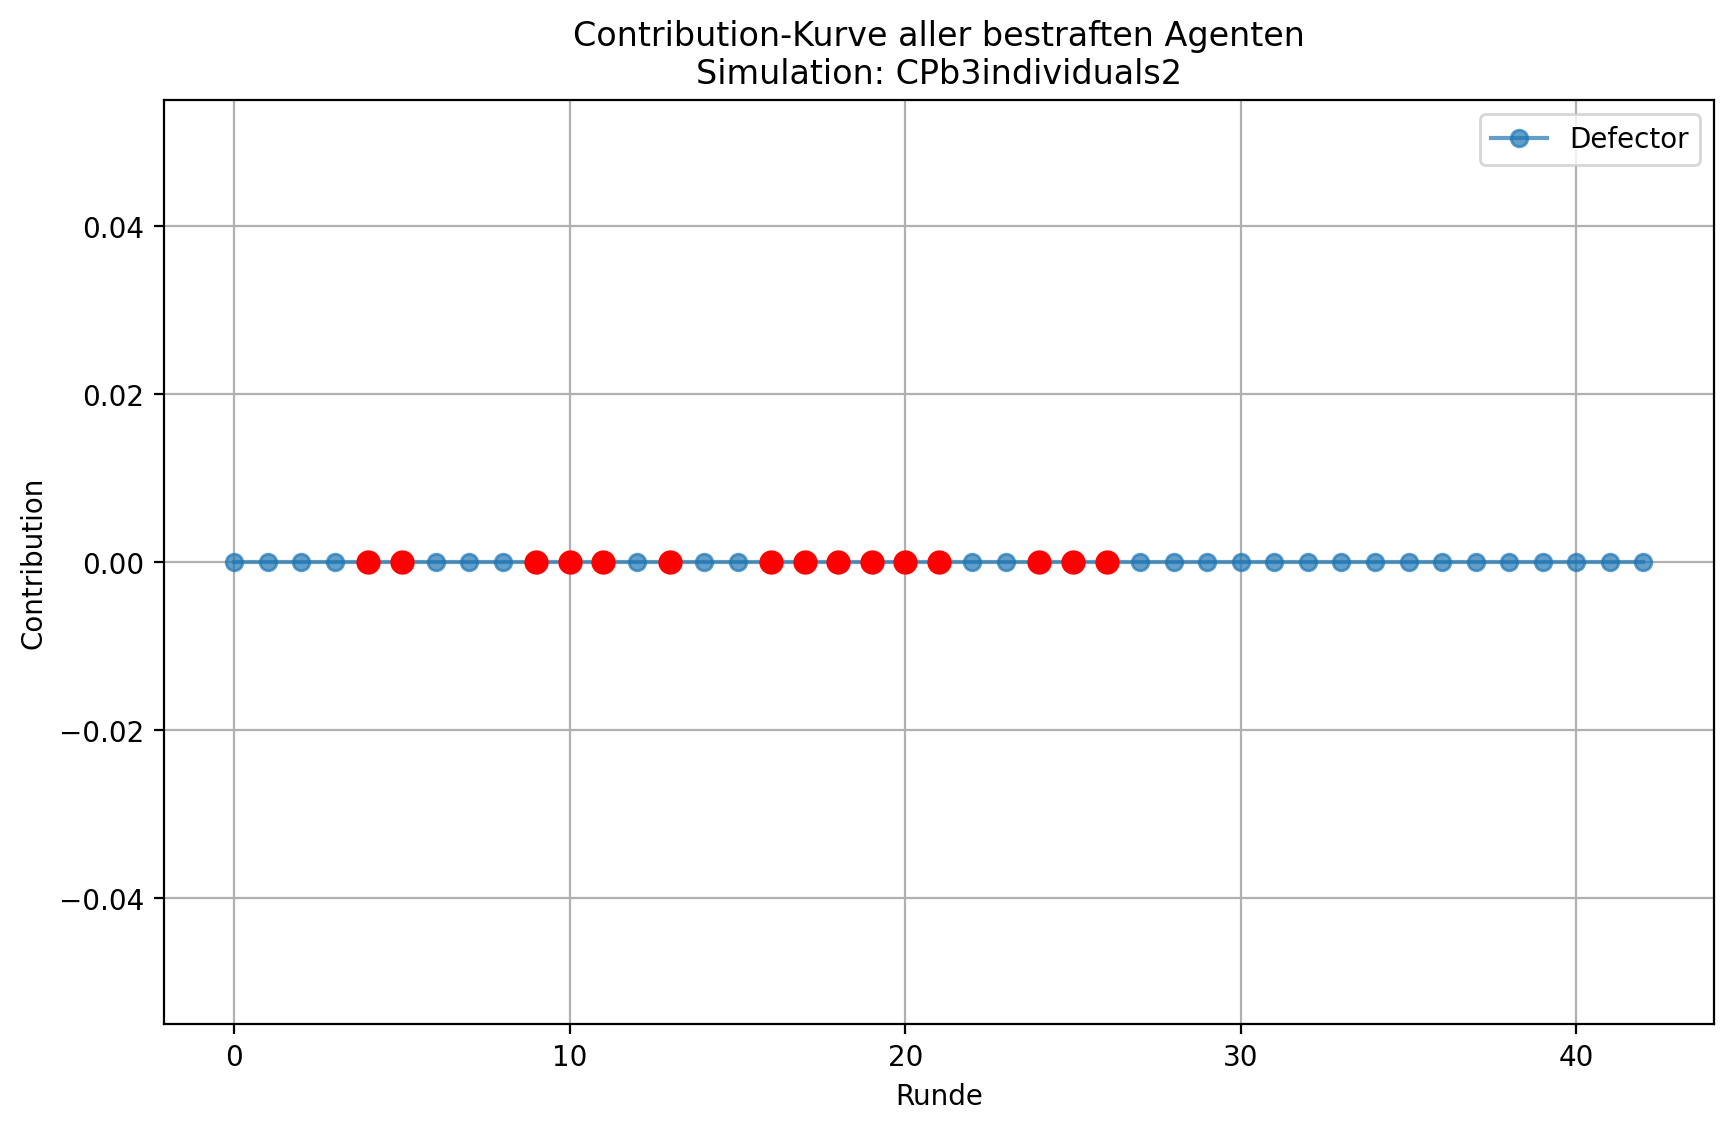 Contribution-Kurve aller bestraften Agenten
Simulation: CPb3individuals2
Defector
Contribution
0.04
0.02
0.00
−0.02
−0.04
0 10 20 30 40
Runde